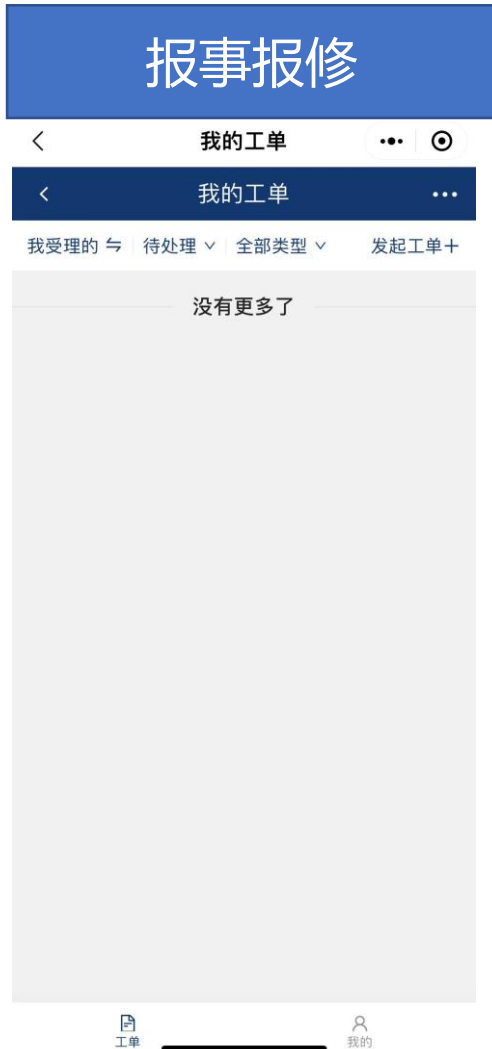 报事报修
我的工单
我的工单
我受理的 待处理 全部类型 发起工单+
没有更多了
工单 我的